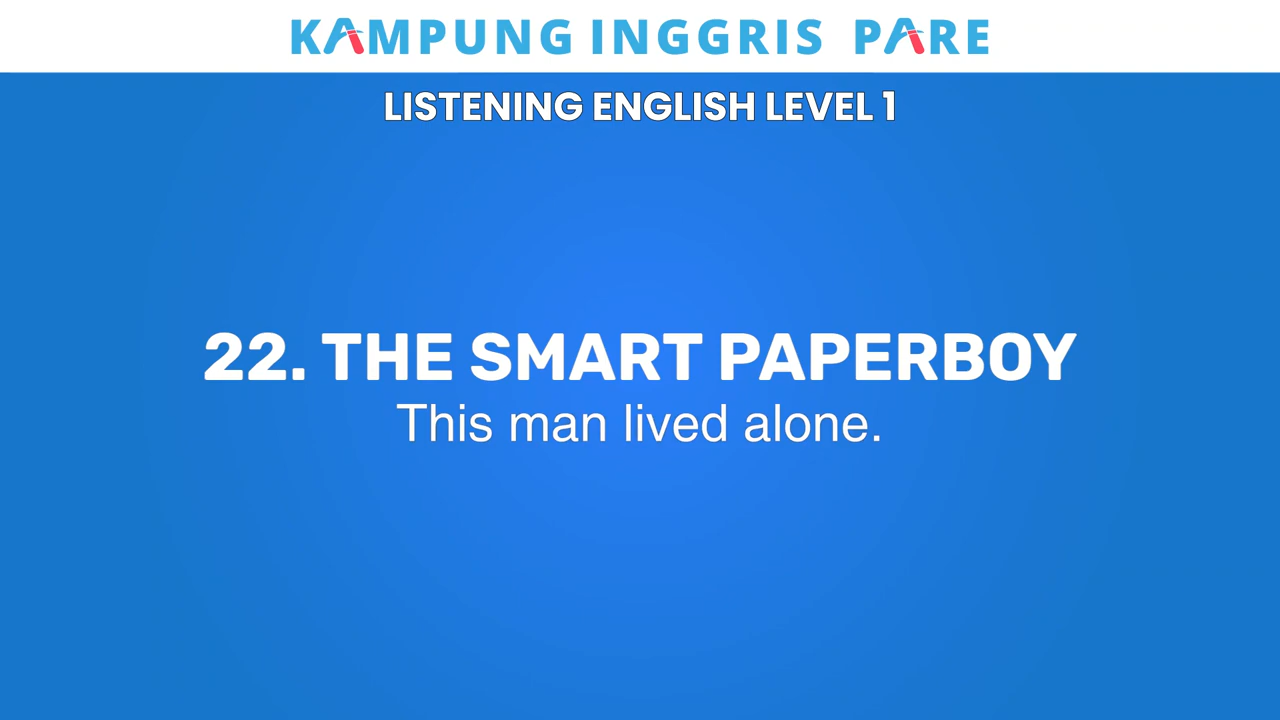 KAMPUNG INGGRIS PARE
LISTENING ENGLISH LEVEL 1
22. THE SMART PAPERBOY
This man lived alone.